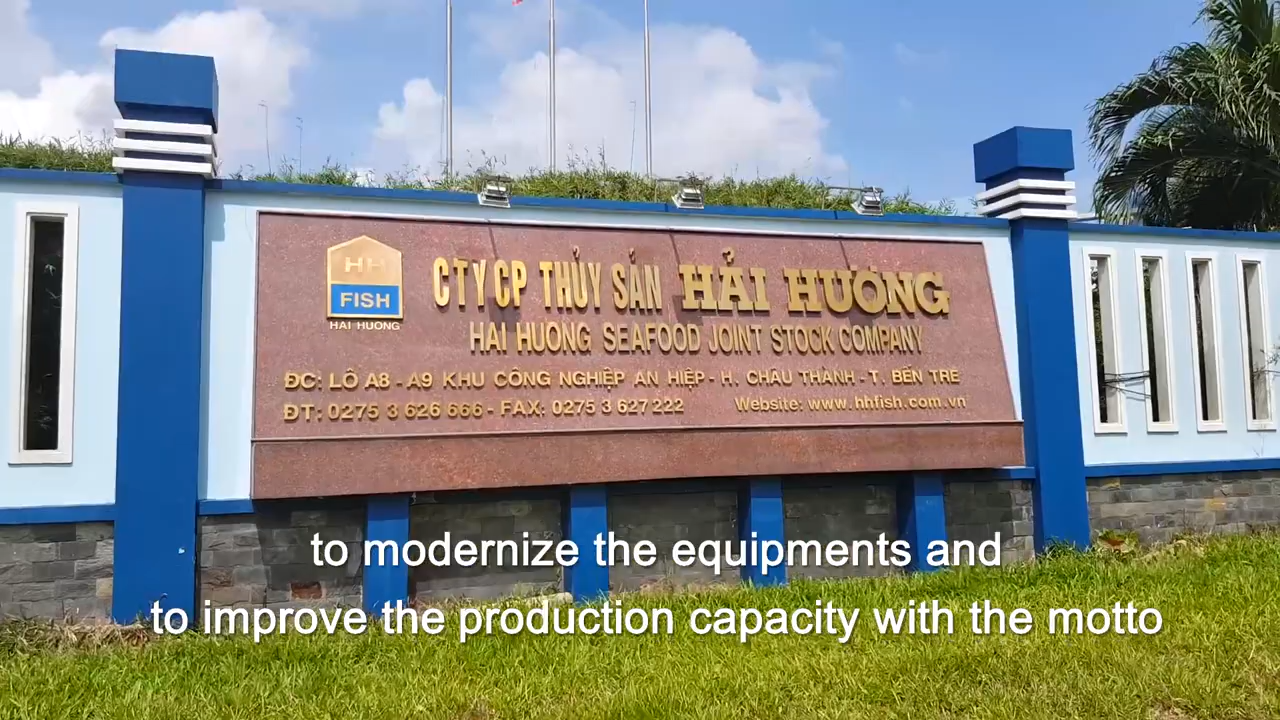 HH
FISH
HAI HUONG
CTY CP THỦY SẢN HẢI HƯƠNG
HAI HUONG SEAFOOD JOINT STOCK COMPANY
ĐC: LÔ A8 - A9 KHU CÔNG NGHIỆP AN HIỆP - H. CHÂU THÀNH - T. BẾN TRE
ĐT: 0275 3 626 666 - FAX: 0275 3 627 222 Website: www.hhfish.com.vn
to modernize the equipments and
to improve the production capacity with the motto